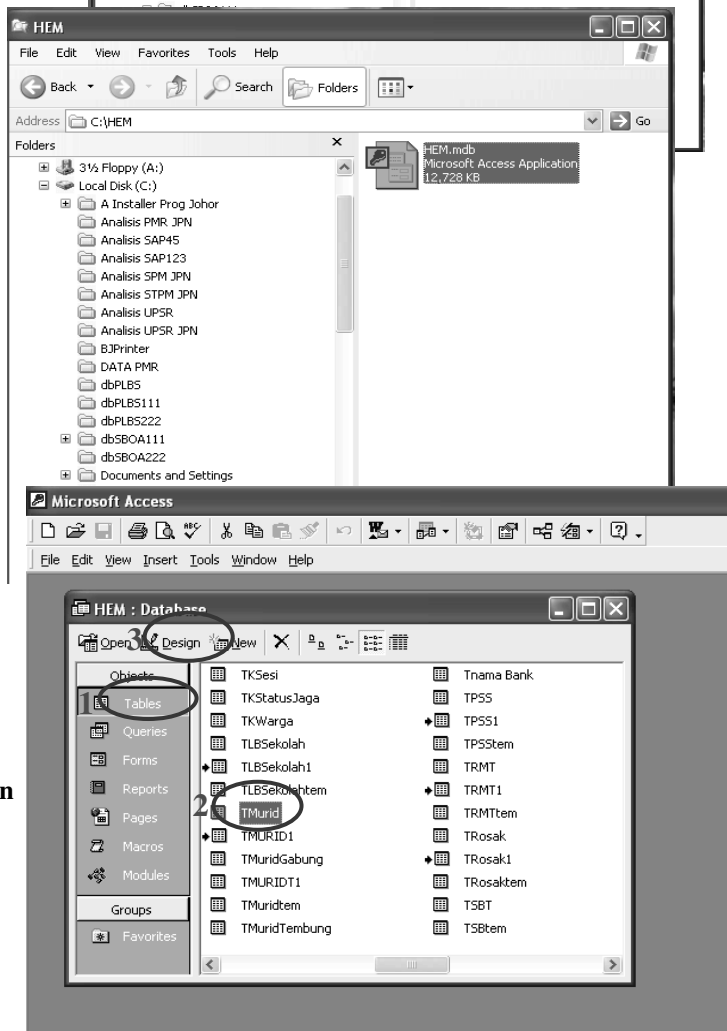 HEM
File Edit View Favorites Tools Help
Back Search Folders
Address C:\HEM Go
Folders
3½ Floppy (A:)
Local Disk (C:)
A Installer Prog Johor
Analisis PMR JPN
Analisis SAP45
Analisis SAP123
Analisis SPM JPN
Analisis STPM JPN
Analisis UPSR
Analisis UPSR JPN
BJPrinter
DATA PMR
dbPLBS
dbPLBS111
dbPLBS222
dbSBOA111
dbSBOA222
Documents and Settings
HEM.mdb
Microsoft Access Application
12,728 KB
Microsoft Access
File Edit View Insert Tools Window Help
HEM : Database
Open 3 Design New
Objects
1 Tables
Queries
Forms
Reports
Pages
Macros
Modules
Groups
Favorites
TKSesi
TKStatusJaga
TKWarga
TLBSekolah
TLBSekolah1
TLBSekolahtem
2 TMurid
TMURID1
TMuridGabung
TMURIDT1
TMuridtem
TMuridTembung
Tnama Bank
TPSS
TPSS1
TPSStem
TRMT
TRMT1
TRMTtem
TRosak
TRosak1
TRosaktem
TSBT
TSBtem
n